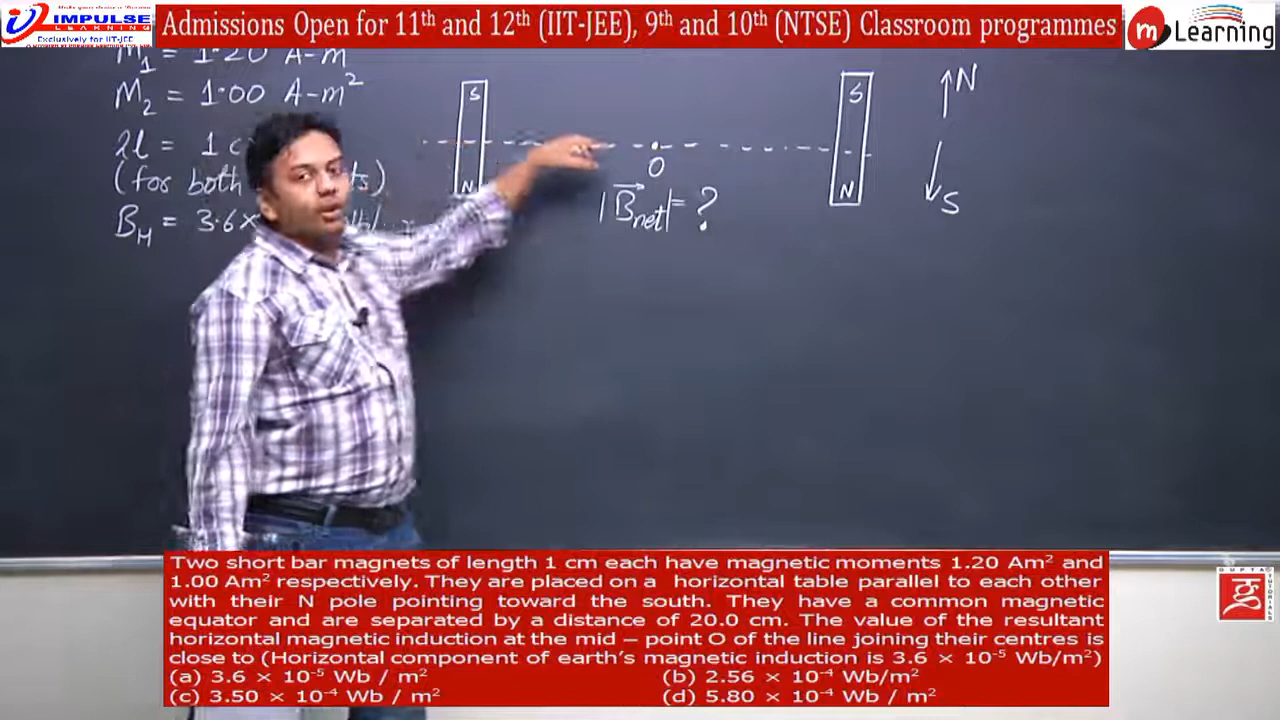 IMPULSE
LEARNING
Exclusively for IIT-JEE
Admissions Open for 11th and 12th (IIT-JEE), 9th and 10th (NTSE) Classroom programmes
m Learning
M1 = 1.20 A-m
M2 = 1.00 A-m²
2l = 1 c
(for both ts)
BH = 3.6×
S
N
O
|Bnet| = ?
S
N
N
S
Two short bar magnets of length 1 cm each have magnetic moments 1.20 Am² and
1.00 Am² respectively. They are placed on a horizontal table parallel to each other
with their N pole pointing toward the south. They have a common magnetic
equator and are separated by a distance of 20.0 cm. The value of the resultant
horizontal magnetic induction at the mid – point O of the line joining their centres is
close to (Horizontal component of earth's magnetic induction is 3.6 × 10⁻⁵ Wb/m²)
(a) 3.6 × 10⁻⁵ Wb / m² (b) 2.56 × 10⁻⁴ Wb/m²
(c) 3.50 × 10⁻⁴ Wb / m² (d) 5.80 × 10⁻⁴ Wb / m²
GUPTA
TUTORIALS